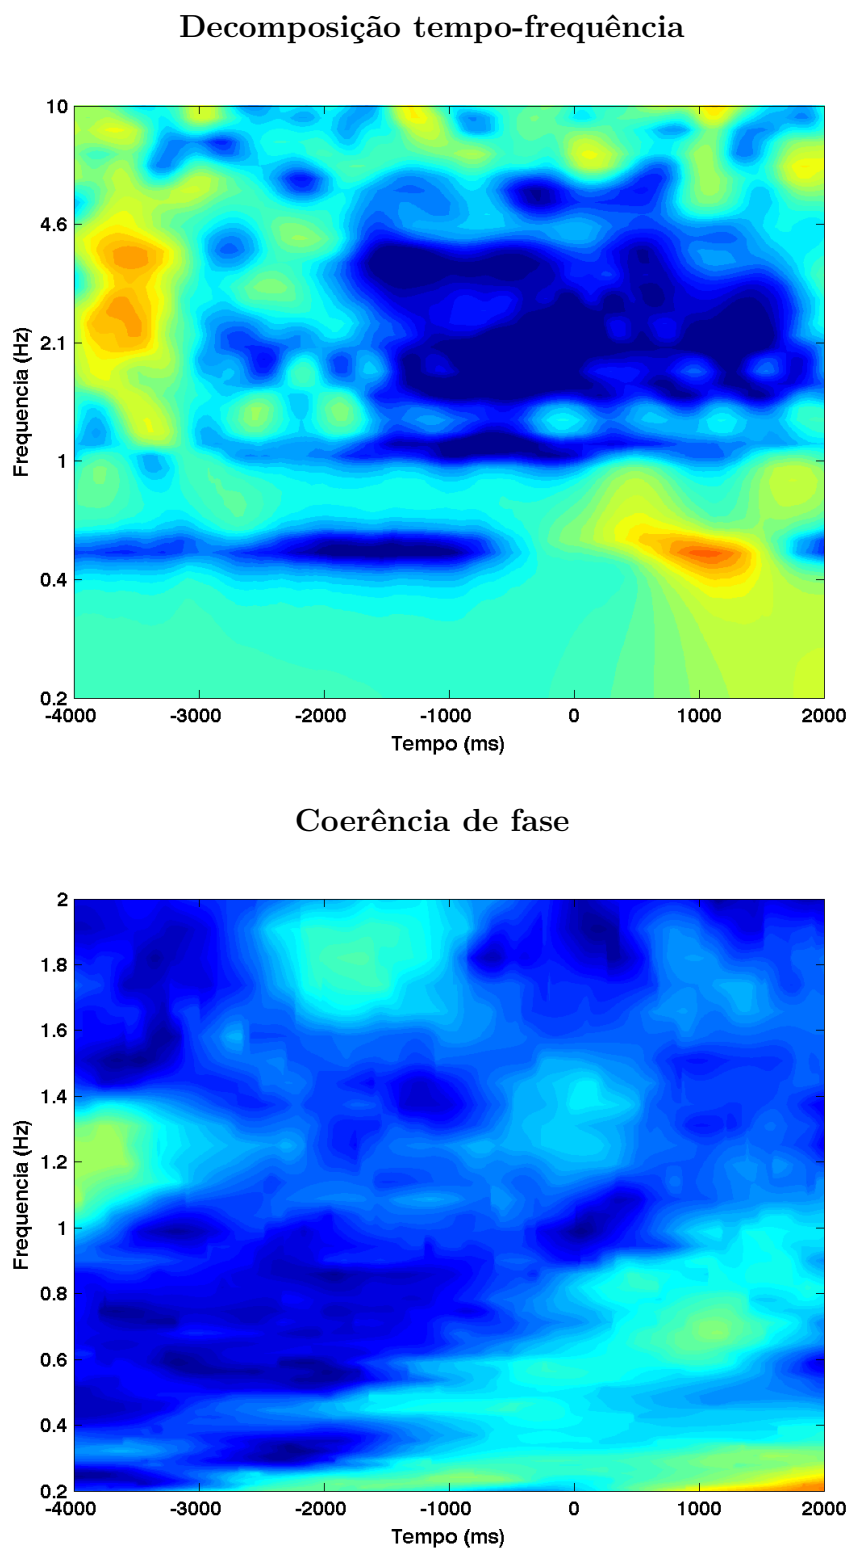 Decomposição tempo-frequência
10
4.6
2.1
1
0.4
0.2
Frequencia (Hz)
-4000 -3000 -2000 -1000 0 1000 2000
Tempo (ms)
Coerência de fase
2
1.8
1.6
1.4
1.2
1
0.8
0.6
0.4
0.2
Frequencia (Hz)
-4000 -3000 -2000 -1000 0 1000 2000
Tempo (ms)